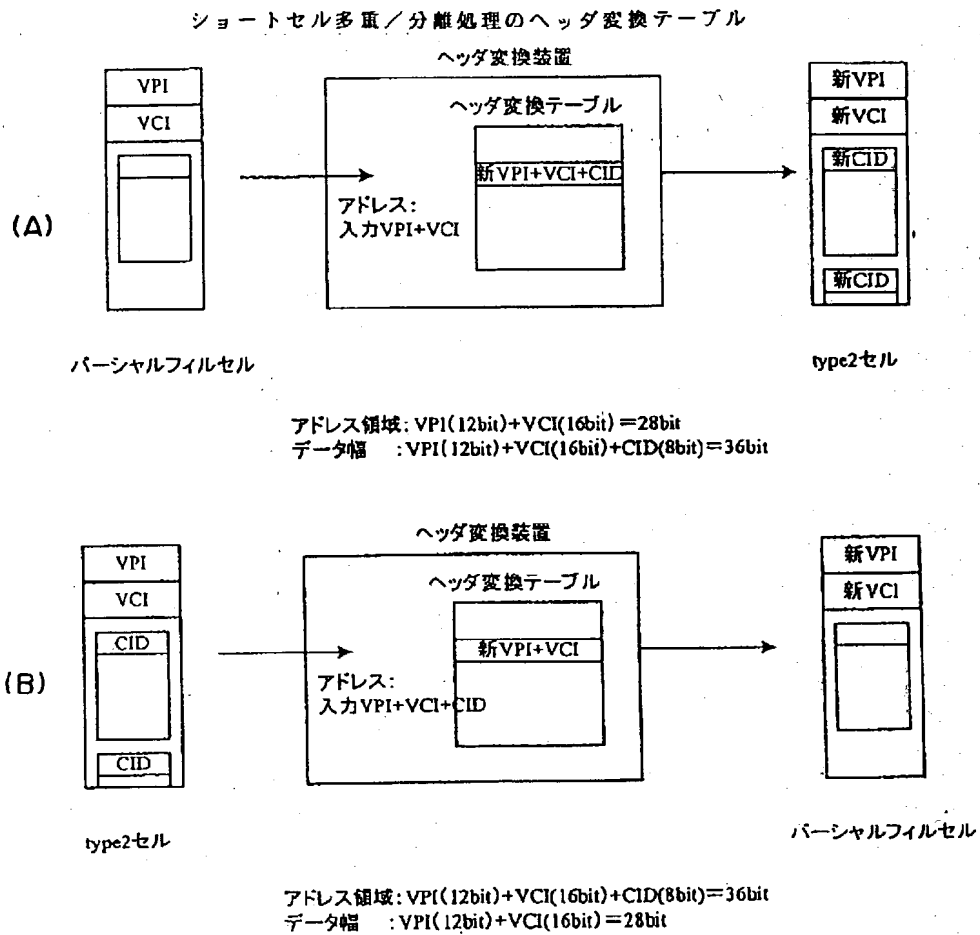 ショートセル多重／分離処理のヘッダ変換テーブル
(A)
VPI
VCI
パーシャルフィルセル
ヘッダ変換装置
ヘッダ変換テーブル
新VPI+VCI+CID
アドレス:
入力VPI+VCI
新VPI
新VCI
新CID
新CID
type2セル
アドレス領域: VPI(12bit)+VCI(16bit)=28bit
データ幅 : VPI(12bit)+VCI(16bit)+CID(8bit)=36bit
(B)
VPI
VCI
CID
CID
type2セル
ヘッダ変換装置
ヘッダ変換テーブル
新VPI+VCI
アドレス:
入力VPI+VCI+CID
新VPI
新VCI
パーシャルフィルセル
アドレス領域: VPI(12bit)+VCI(16bit)+CID(8bit)=36bit
データ幅 : VPI(12bit)+VCI(16bit)=28bit